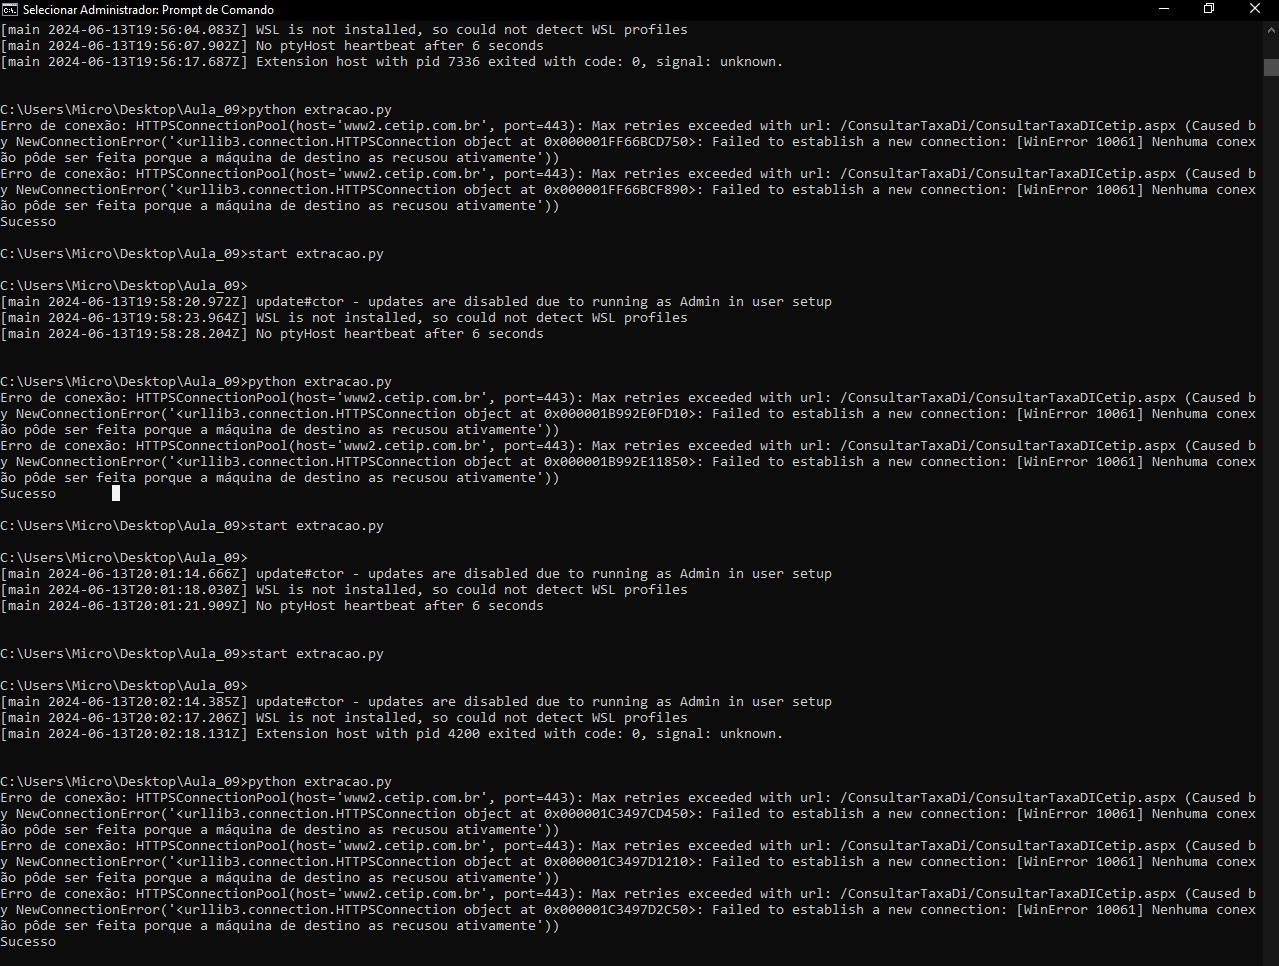 Selecionar Administrador: Prompt de Comando
[main 2024-06-13T19:56:04.083Z] WSL is not installed, so could not detect WSL profiles
[main 2024-06-13T19:56:07.902Z] No ptyHost heartbeat after 6 seconds
[main 2024-06-13T19:56:17.687Z] Extension host with pid 7336 exited with code: 0, signal: unknown.
C:\Users\Micro\Desktop\Aula_09>python extracao.py
Erro de conexão: HTTPSConnectionPool(host='www2.cetip.com.br', port=443): Max retries exceeded with url: /ConsultarTaxaDi/ConsultarTaxaDICetip.aspx (Caused b
y NewConnectionError('<urllib3.connection.HTTPSConnection object at 0x000001FF66BCD750>: Failed to establish a new connection: [WinError 10061] Nenhuma conex
ão pôde ser feita porque a máquina de destino as recusou ativamente'))
Erro de conexão: HTTPSConnectionPool(host='www2.cetip.com.br', port=443): Max retries exceeded with url: /ConsultarTaxaDi/ConsultarTaxaDICetip.aspx (Caused b
y NewConnectionError('<urllib3.connection.HTTPSConnection object at 0x000001FF66BCF890>: Failed to establish a new connection: [WinError 10061] Nenhuma conex
ão pôde ser feita porque a máquina de destino as recusou ativamente'))
Sucesso
C:\Users\Micro\Desktop\Aula_09>start extracao.py
C:\Users\Micro\Desktop\Aula_09>
[main 2024-06-13T19:58:20.972Z] update#ctor - updates are disabled due to running as Admin in user setup
[main 2024-06-13T19:58:23.964Z] WSL is not installed, so could not detect WSL profiles
[main 2024-06-13T19:58:28.204Z] No ptyHost heartbeat after 6 seconds
C:\Users\Micro\Desktop\Aula_09>python extracao.py
Erro de conexão: HTTPSConnectionPool(host='www2.cetip.com.br', port=443): Max retries exceeded with url: /ConsultarTaxaDi/ConsultarTaxaDICetip.aspx (Caused b
y NewConnectionError('<urllib3.connection.HTTPSConnection object at 0x000001B992E0FD10>: Failed to establish a new connection: [WinError 10061] Nenhuma conex
ão pôde ser feita porque a máquina de destino as recusou ativamente'))
Erro de conexão: HTTPSConnectionPool(host='www2.cetip.com.br', port=443): Max retries exceeded with url: /ConsultarTaxaDi/ConsultarTaxaDICetip.aspx (Caused b
y NewConnectionError('<urllib3.connection.HTTPSConnection object at 0x000001B992E11850>: Failed to establish a new connection: [WinError 10061] Nenhuma conex
ão pôde ser feita porque a máquina de destino as recusou ativamente'))
Sucesso
C:\Users\Micro\Desktop\Aula_09>start extracao.py
C:\Users\Micro\Desktop\Aula_09>
[main 2024-06-13T20:01:14.666Z] update#ctor - updates are disabled due to running as Admin in user setup
[main 2024-06-13T20:01:18.030Z] WSL is not installed, so could not detect WSL profiles
[main 2024-06-13T20:01:21.909Z] No ptyHost heartbeat after 6 seconds
C:\Users\Micro\Desktop\Aula_09>start extracao.py
C:\Users\Micro\Desktop\Aula_09>
[main 2024-06-13T20:02:14.385Z] update#ctor - updates are disabled due to running as Admin in user setup
[main 2024-06-13T20:02:17.206Z] WSL is not installed, so could not detect WSL profiles
[main 2024-06-13T20:02:18.131Z] Extension host with pid 4200 exited with code: 0, signal: unknown.
C:\Users\Micro\Desktop\Aula_09>python extracao.py
Erro de conexão: HTTPSConnectionPool(host='www2.cetip.com.br', port=443): Max retries exceeded with url: /ConsultarTaxaDi/ConsultarTaxaDICetip.aspx (Caused b
y NewConnectionError('<urllib3.connection.HTTPSConnection object at 0x000001C3497CD450>: Failed to establish a new connection: [WinError 10061] Nenhuma conex
ão pôde ser feita porque a máquina de destino as recusou ativamente'))
Erro de conexão: HTTPSConnectionPool(host='www2.cetip.com.br', port=443): Max retries exceeded with url: /ConsultarTaxaDi/ConsultarTaxaDICetip.aspx (Caused b
y NewConnectionError('<urllib3.connection.HTTPSConnection object at 0x000001C3497D1210>: Failed to establish a new connection: [WinError 10061] Nenhuma conex
ão pôde ser feita porque a máquina de destino as recusou ativamente'))
Erro de conexão: HTTPSConnectionPool(host='www2.cetip.com.br', port=443): Max retries exceeded with url: /ConsultarTaxaDi/ConsultarTaxaDICetip.aspx (Caused b
y NewConnectionError('<urllib3.connection.HTTPSConnection object at 0x000001C3497D2C50>: Failed to establish a new connection: [WinError 10061] Nenhuma conex
ão pôde ser feita porque a máquina de destino as recusou ativamente'))
Sucesso